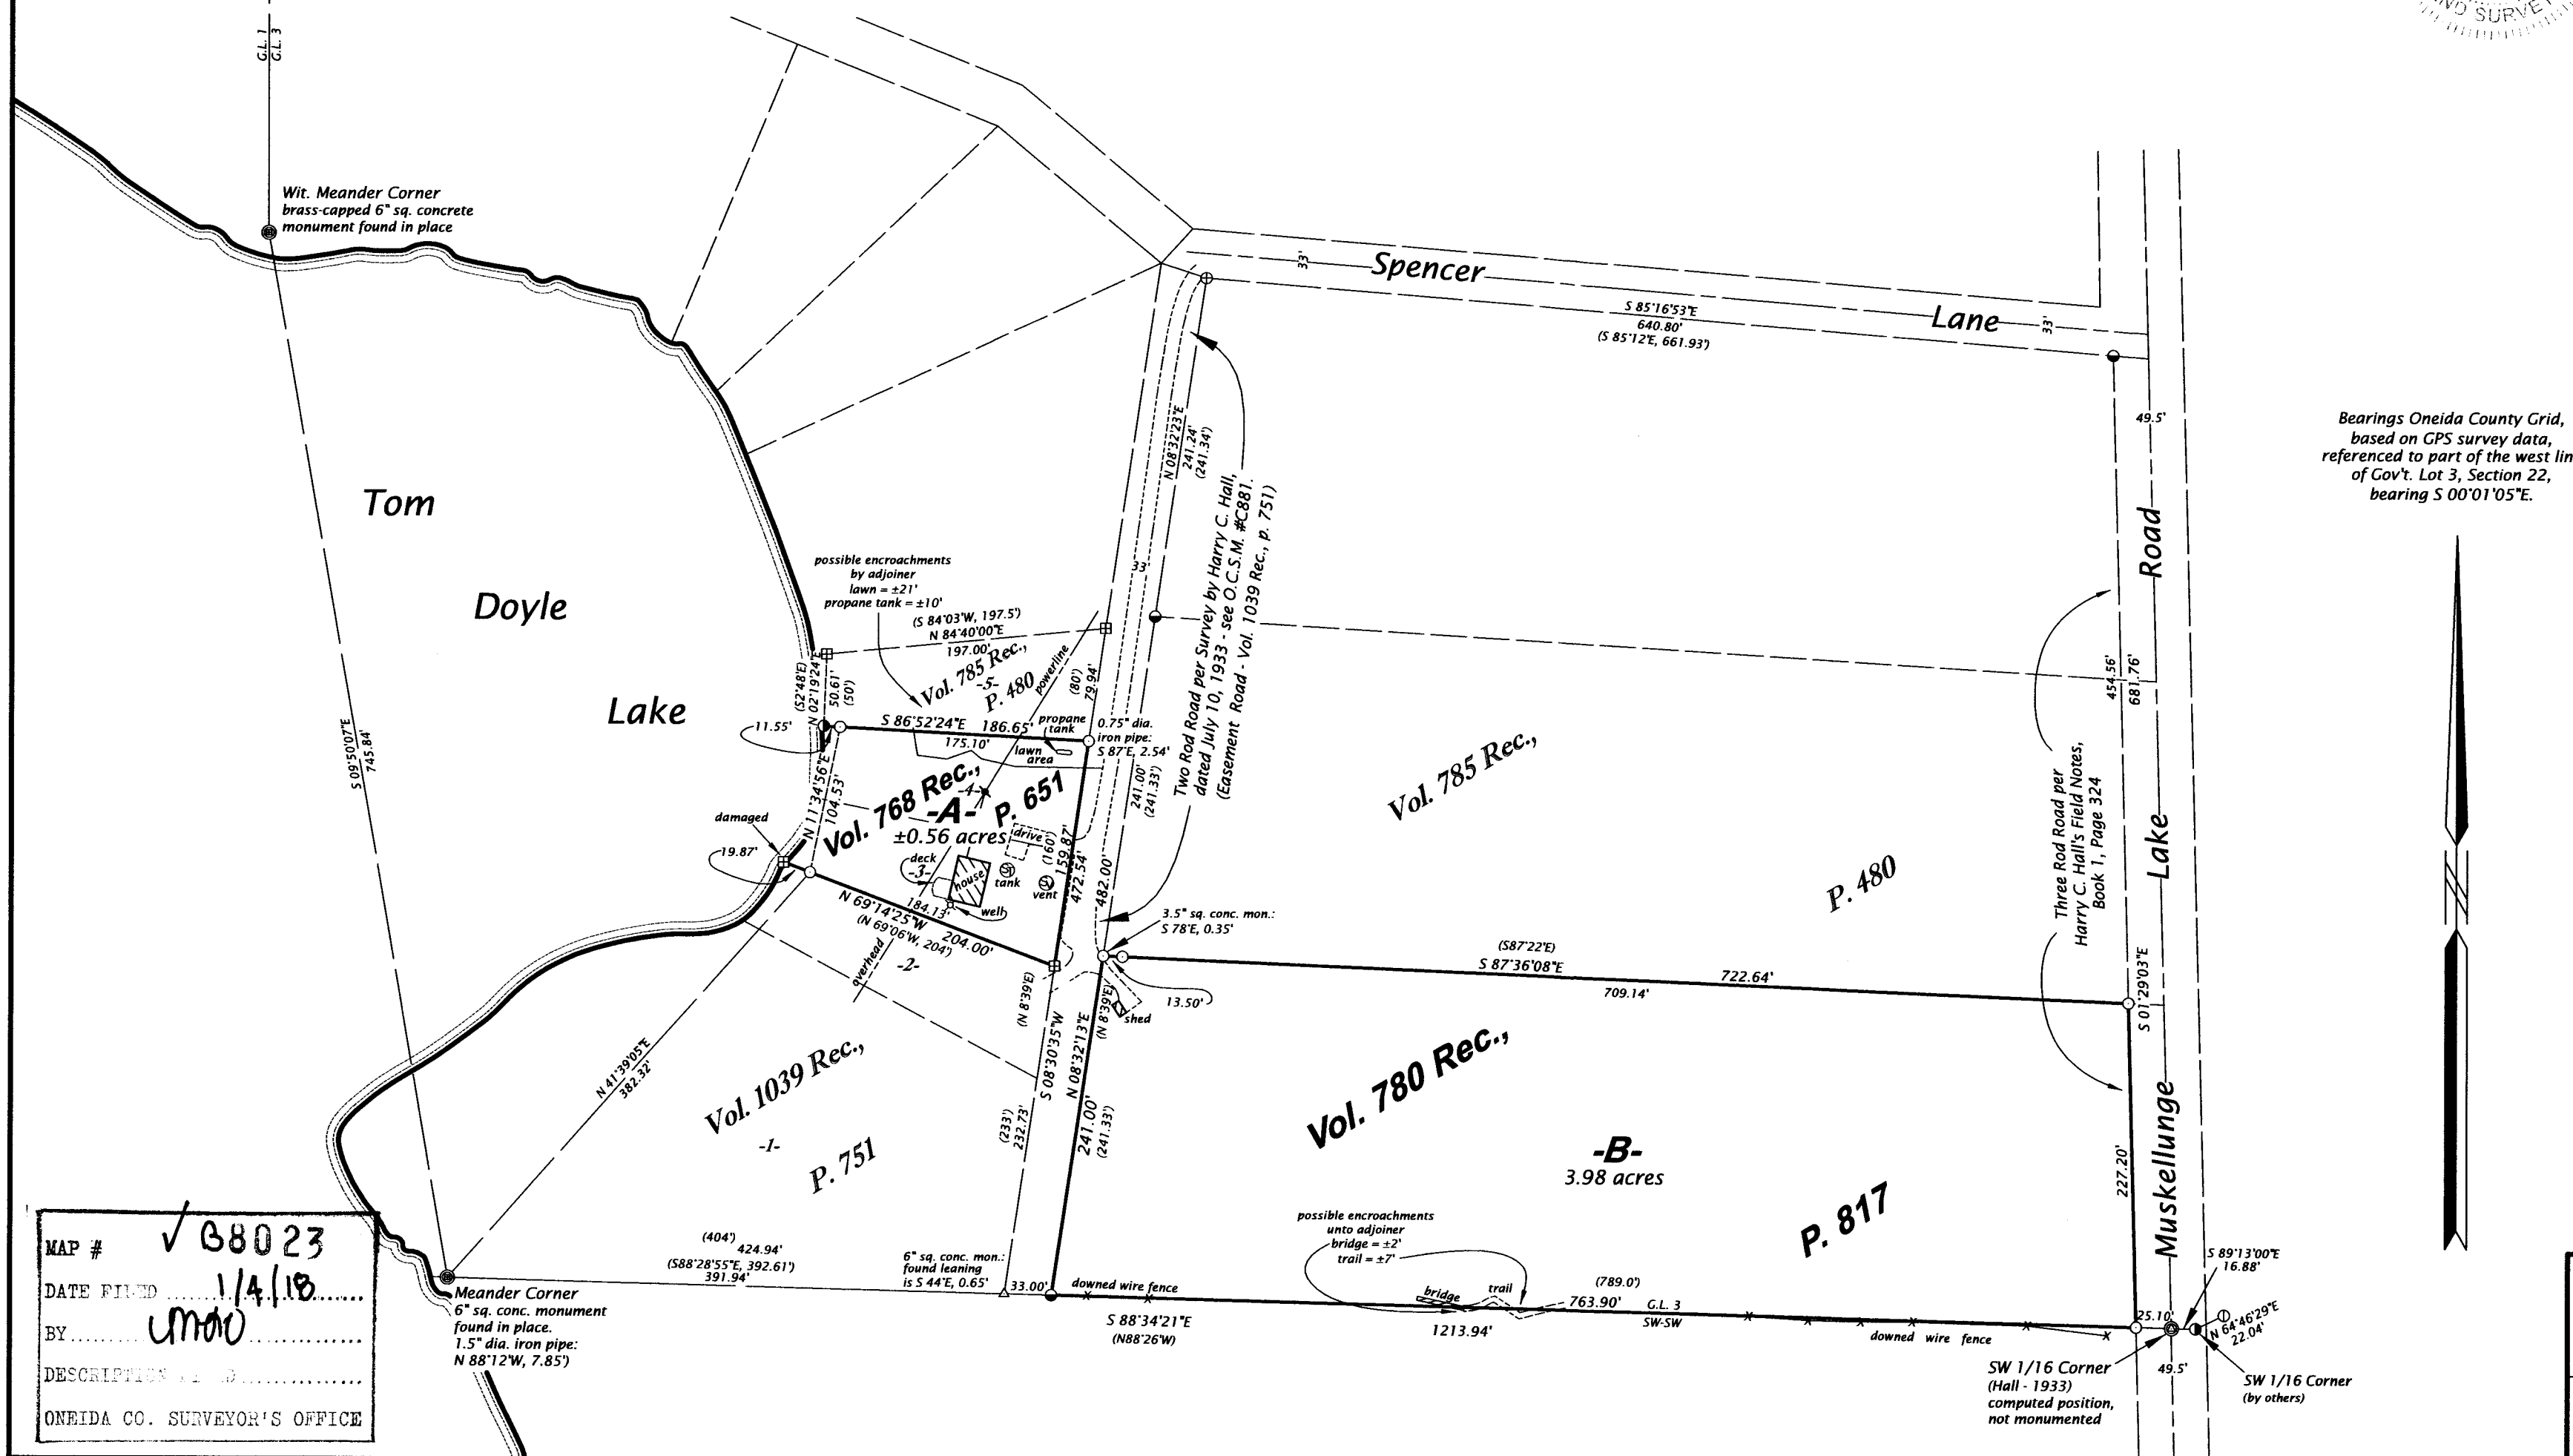 ND SURVEY
G.L. 1
G.L. 3
Wit. Meander Corner
brass-capped 6" sq. concrete
monument found in place
33'
Spencer
Lane
33'
S 85°16'53"E
640.80'
(S 85°12'E, 661.93')
49.5'
Bearings Oneida County Grid,
based on GPS survey data,
referenced to part of the west lin
of Gov't. Lot 3, Section 22,
bearing S 00°01'05"E.
Tom
Doyle
Lake
S 09°50'07"E
745.84'
N 08°32'23"E
241.24'
(241.34')
33'
Two Rod Road per Survey by Harry C. Hall,
dated July 10, 1933 - see O.C.S.M. #C881.
(Easement Road - Vol. 1039 Rec., p. 751)
possible encroachments
by adjoiner
lawn = ±21'
propane tank = ±10'
(S 84°03'W, 197.5')
N 84°40'00"E
197.00'
Vol. 785 Rec.,
-5-
P. 480
powerline
(80')
79.94'
(S2°48'E)
N 02°19'24"E
50.61'
(50')
11.55'
S 86°52'24"E 186.65'
175.10'
propane
tank
lawn
area
0.75" dia.
iron pipe:
S 87°E, 2.54'
241.00'
(241.33')
N 11°34'56"E
104.53'
damaged
19.87'
Vol. 768 Rec.,
-4-
-A-
P. 651
±0.56 acres
drive
deck
-3-
house
ST
tank
vent
well
(160')
159.87'
472.54'
482.00'
184.13'
N 69°14'25"W 204.00'
(N 69°06'W, 204')
overhead
-2-
3.5" sq. conc. mon.:
S 78°E, 0.35'
13.50'
shed
(N 8°39'E)
(N 8°39'E)
S 08°30'35"W
N 08°32'13"E
(233')
232.73'
241.00'
(241.33')
Vol. 785 Rec.,
P. 480
454.56'
681.76'
Three Rod Road per
Harry C. Hall's Field Notes,
Book 1, Page 324
Road
Lake
Muskellunge
(S87°22'E)
S 87°36'08"E
722.64'
709.14'
S 01°29'03"E
227.20'
N 41°39'05"E
382.32'
Vol. 1039 Rec.,
-1-
P. 751
Vol. 780 Rec.,
-B-
3.98 acres
P. 817
possible encroachments
unto adjoiner
bridge = ±2'
trail = ±7'
(404')
424.94'
(S88°28'55"E, 392.61')
391.94'
6" sq. conc. mon.:
found leaning
is S 44°E, 0.65'
33.00'
downed wire fence
S 88°34'21"E
(N88°26'W)
bridge
trail
(789.0')
763.90'
1213.94'
G.L. 3
SW-SW
downed wire fence
25.10'
49.5'
S 89°13'00"E
16.88'
N 64°46'29"E
22.04'
SW 1/16 Corner
(Hall - 1933)
computed position,
not monumented
SW 1/16 Corner
(by others)
Meander Corner
6" sq. conc. monument
found in place.
1.5" dia. iron pipe:
N 88°12'W, 7.85')
MAP # √ B8023
DATE FILED 1/4/18
BY
DESCRIPTION
ONEIDA CO. SURVEYOR'S OFFICE